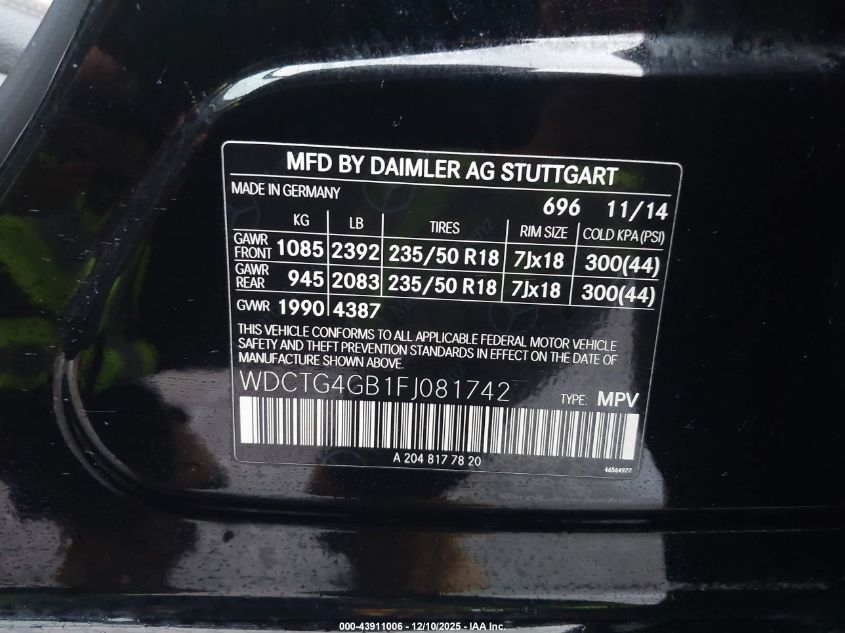 MFD BY DAIMLER AG STUTTGART
MADE IN GERMANY
696 11/14
KG LB TIRES RIM SIZE COLD KPA (PSI)
GAWR FRONT 1085 2392 235/50 R18 7Jx18 300(44)
GAWR REAR 945 2083 235/50 R18 7Jx18 300(44)
GVWR 1990 4387
THIS VEHICLE CONFORMS TO ALL APPLICABLE FEDERAL MOTOR VEHICLE
SAFETY AND THEFT PREVENTION STANDARDS IN EFFECT ON THE DATE OF
MANUFACTURE SHOWN ABOVE.
WDCTG4GB1FJ081742 TYPE: MPV
A 204 817 78 20
46564977
000-43911006 - 12/10/2025 - IAA Inc.